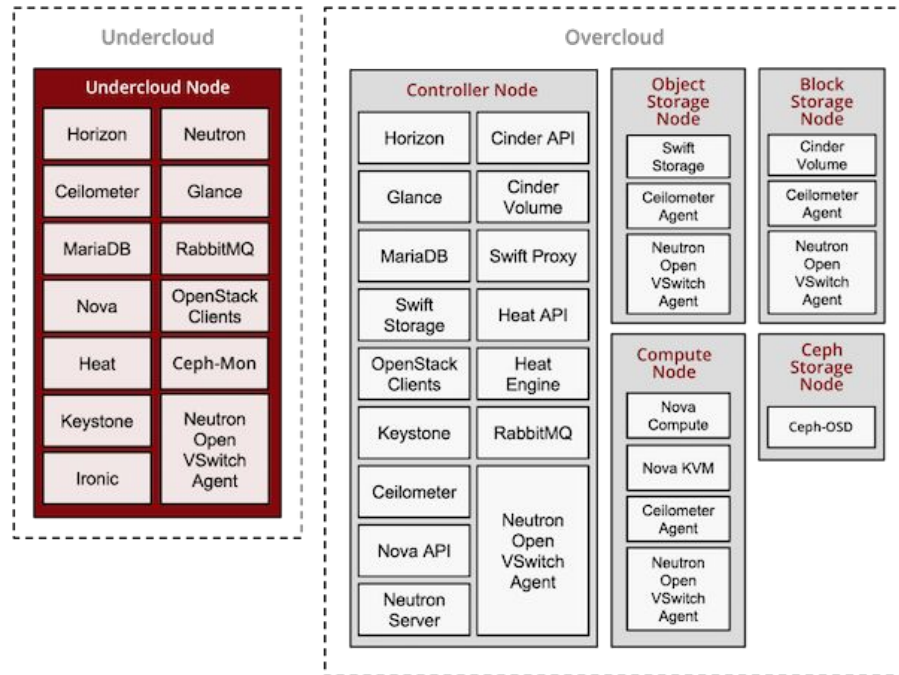 Undercloud
Undercloud Node
Horizon
Neutron
Ceilometer
Glance
MariaDB
RabbitMQ
Nova
OpenStack
Clients
Heat
Ceph-Mon
Keystone
Neutron
Open
VSwitch
Agent
Ironic
Overcloud
Controller Node
Horizon
Cinder API
Glance
Cinder
Volume
MariaDB
Swift Proxy
Swift
Storage
Heat API
OpenStack
Clients
Heat
Engine
Keystone
RabbitMQ
Ceilometer
Neutron
Open
VSwitch
Agent
Nova API
Neutron
Server
Object
Storage
Node
Swift
Storage
Ceilometer
Agent
Neutron
Open
VSwitch
Agent
Block
Storage
Node
Cinder
Volume
Ceilometer
Agent
Neutron
Open
VSwitch
Agent
Compute
Node
Nova
Compute
Nova KVM
Ceilometer
Agent
Neutron
Open
VSwitch
Agent
Ceph
Storage
Node
Ceph-OSD